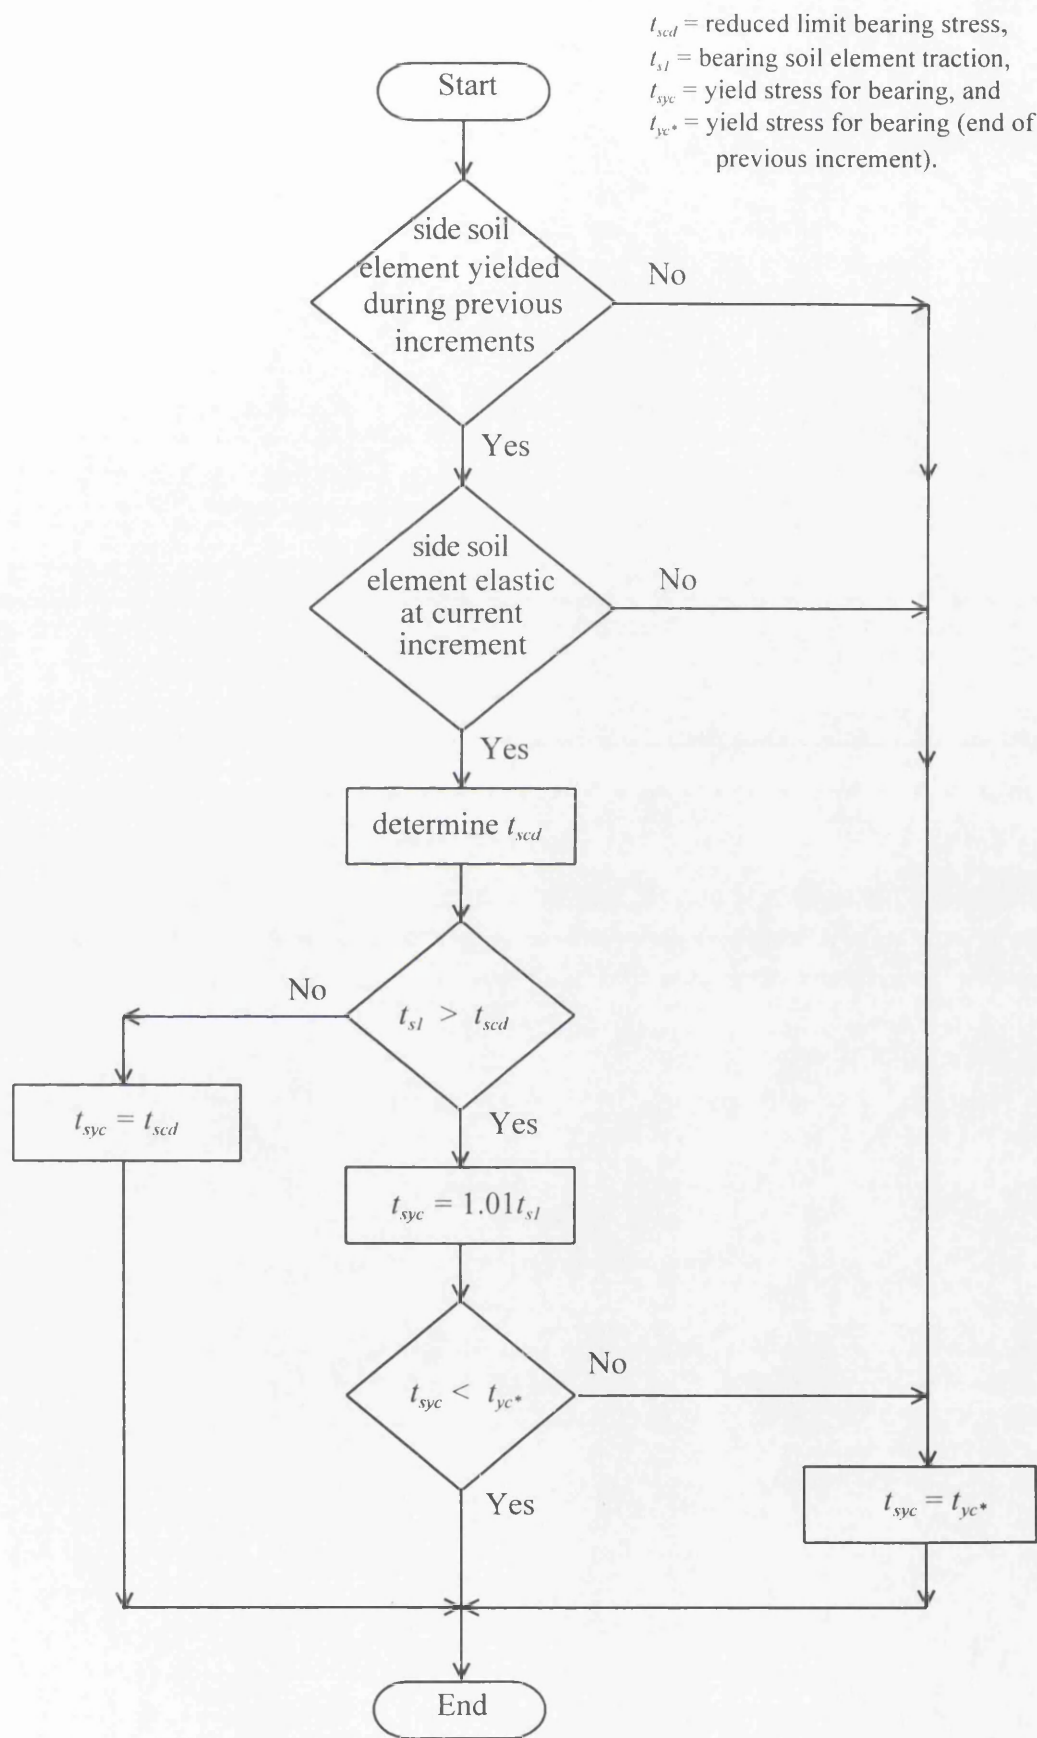 t_scd = reduced limit bearing stress,
t_sl = bearing soil element traction,
t_syc = yield stress for bearing, and
t_yc* = yield stress for bearing (end of
previous increment).
Start
side soil
element yielded
during previous
increments
No
Yes
side soil
element elastic
at current
increment
No
Yes
determine t_scd
No
t_sl > t_scd
t_syc = t_scd
Yes
t_syc = 1.01t_sl
No
t_syc < t_yc*
Yes
t_syc = t_yc*
End